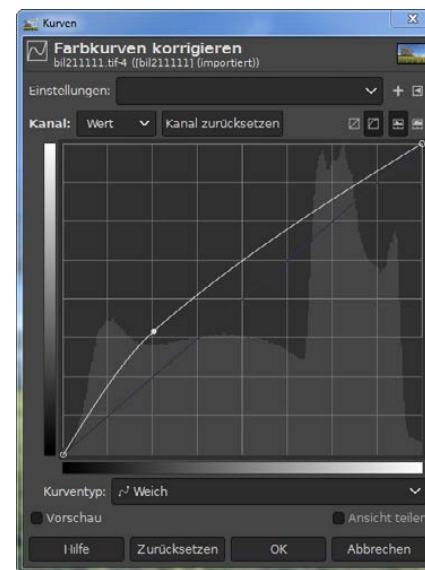 Kurven
Farbkurven korrigieren
bil211111.tif-4 ([bil211111] (importiert))
Einstellungen:
Kanal: Wert Kanal zurücksetzen
Kurventyp: Weich
Vorschau Ansicht teilen
Hilfe Zurücksetzen OK Abbrechen